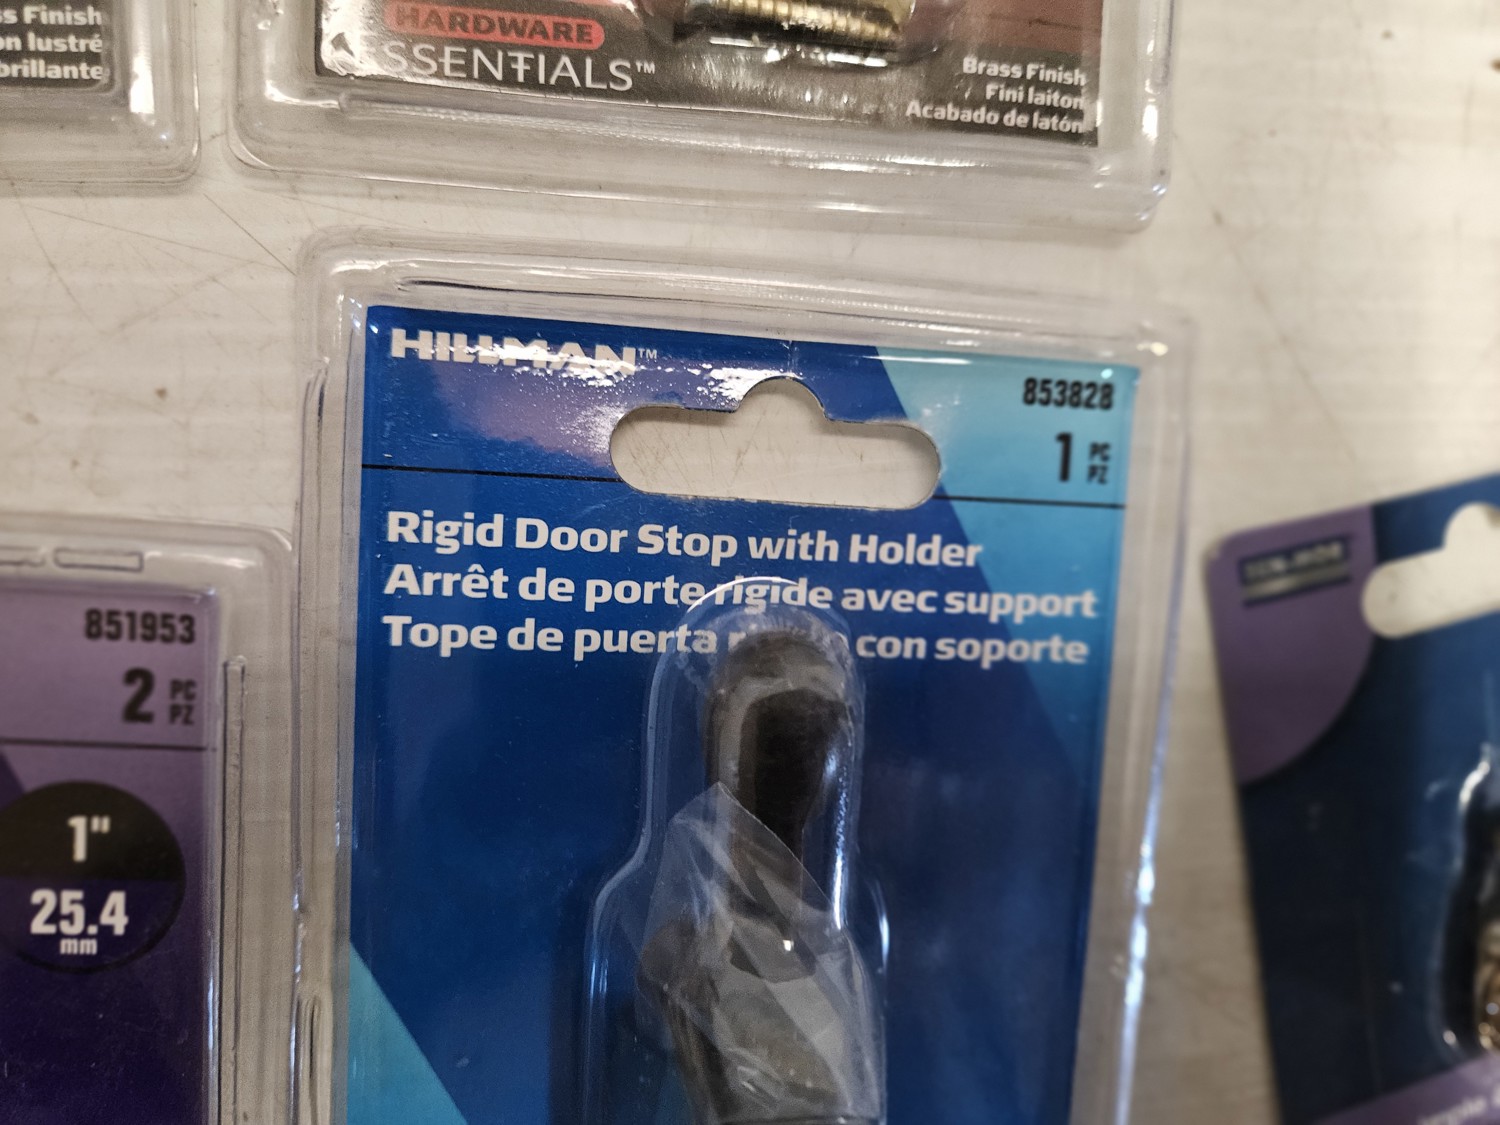 ss Finish
on lustré
brillante
HARDWARE
ESSENTIALS™
Brass Finish
Fini laiton
Acabado de latón
HILLMAN™
853828
1 PC
PZ
Rigid Door Stop with Holder
Arrêt de porte rigide avec support
Tope de puerta con soporte
851953
2 PC
PZ
1"
25.4
mm